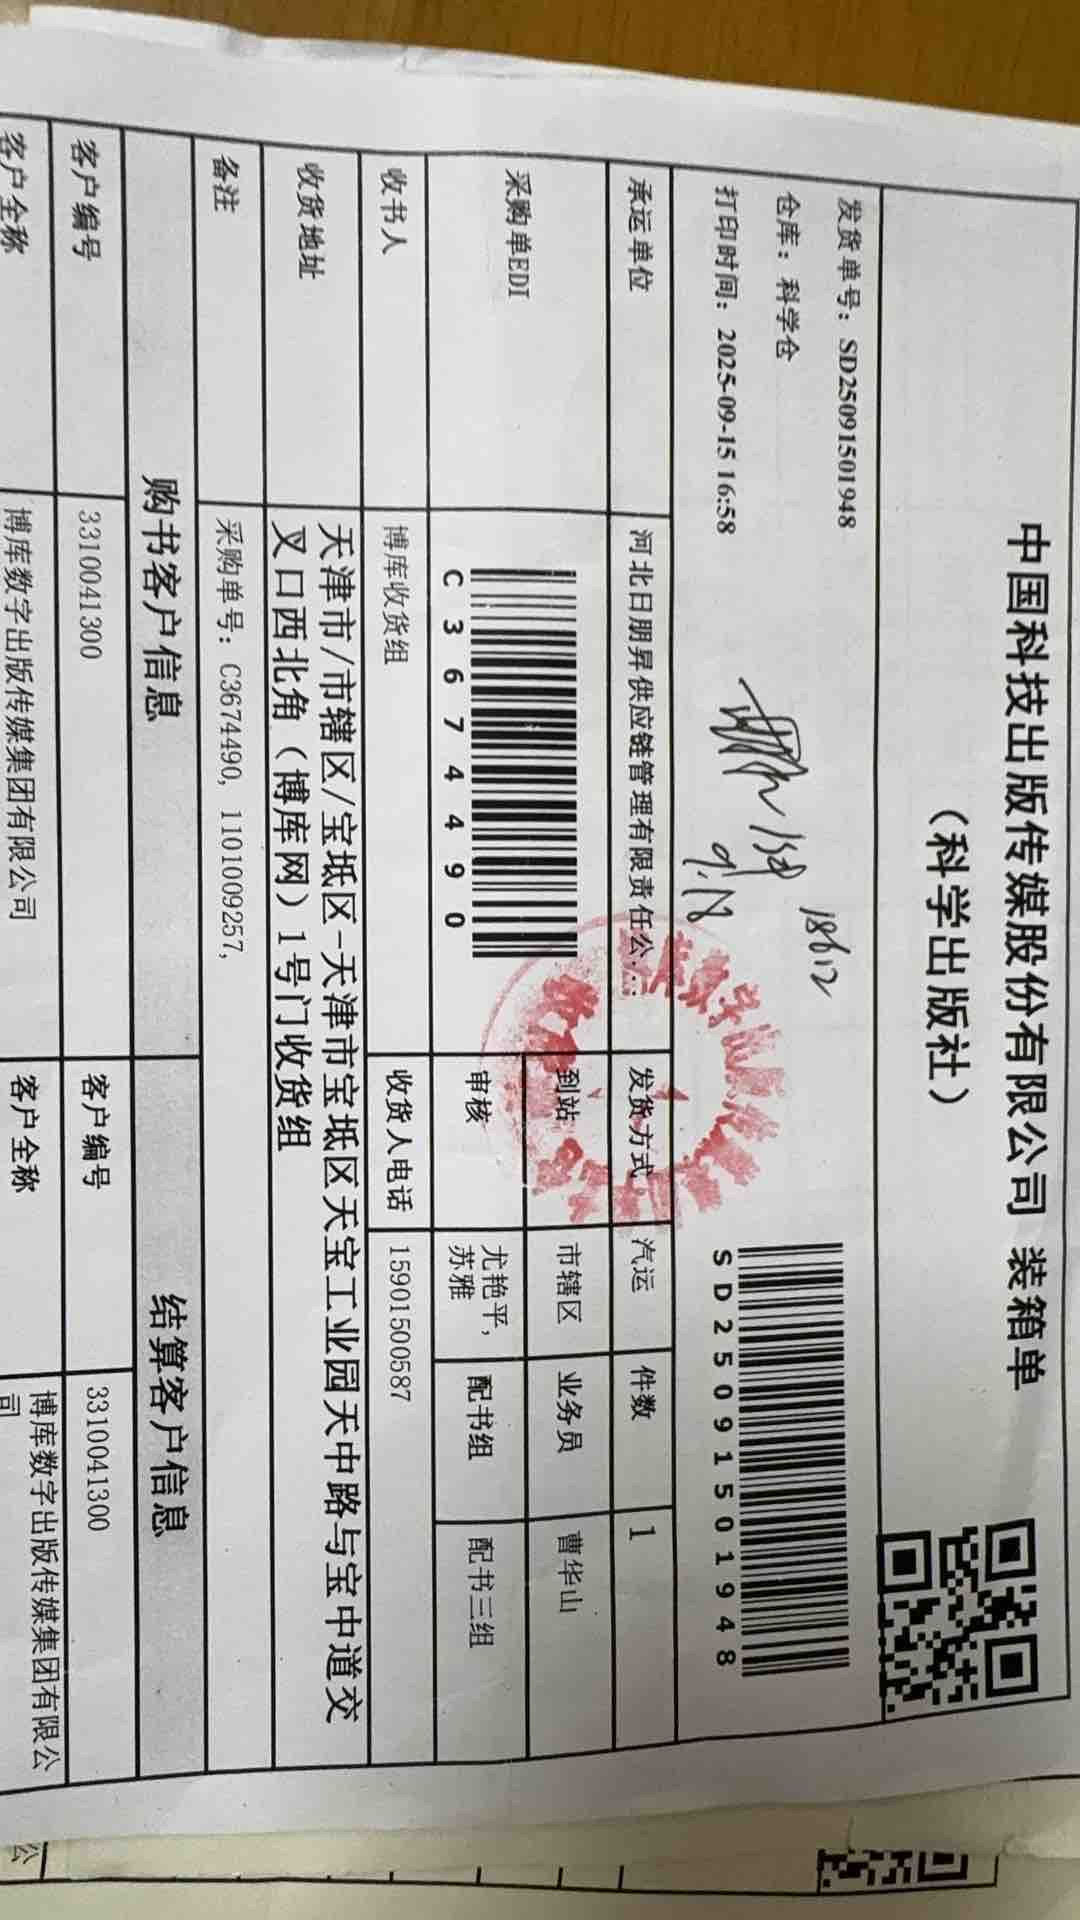 中国科技出版传媒股份有限公司 装箱单
（科学出版社）
发货单号：SD2509150​1948
仓库：科学仓
打印时间：2025-09-15 16:58
18612
SD25091501948
承运单位 河北日朋昇供应链管理有限责任公... 发货方式 汽运 件数 1
采购单EDI
C3674490
到站 市辖区 业务员 曹华山
审核 尤艳平, 配书组 配书三组
苏雅
收书人 博库收货组 收货人电话 15901500587
收货地址 天津市/市辖区/宝坻区-天津市宝坻区天宝工业园天中路与宝中道交
叉口西北角（博库网）1号门收货组
备注 采购单号：C3674490, 1101009257,
购书客户信息 结算客户信息
客户编号 3310041300 客户编号 3310041300
客户全称 博库数字出版传媒集团有限公司 客户全称 博库数字出版传媒集团有限公
司
公